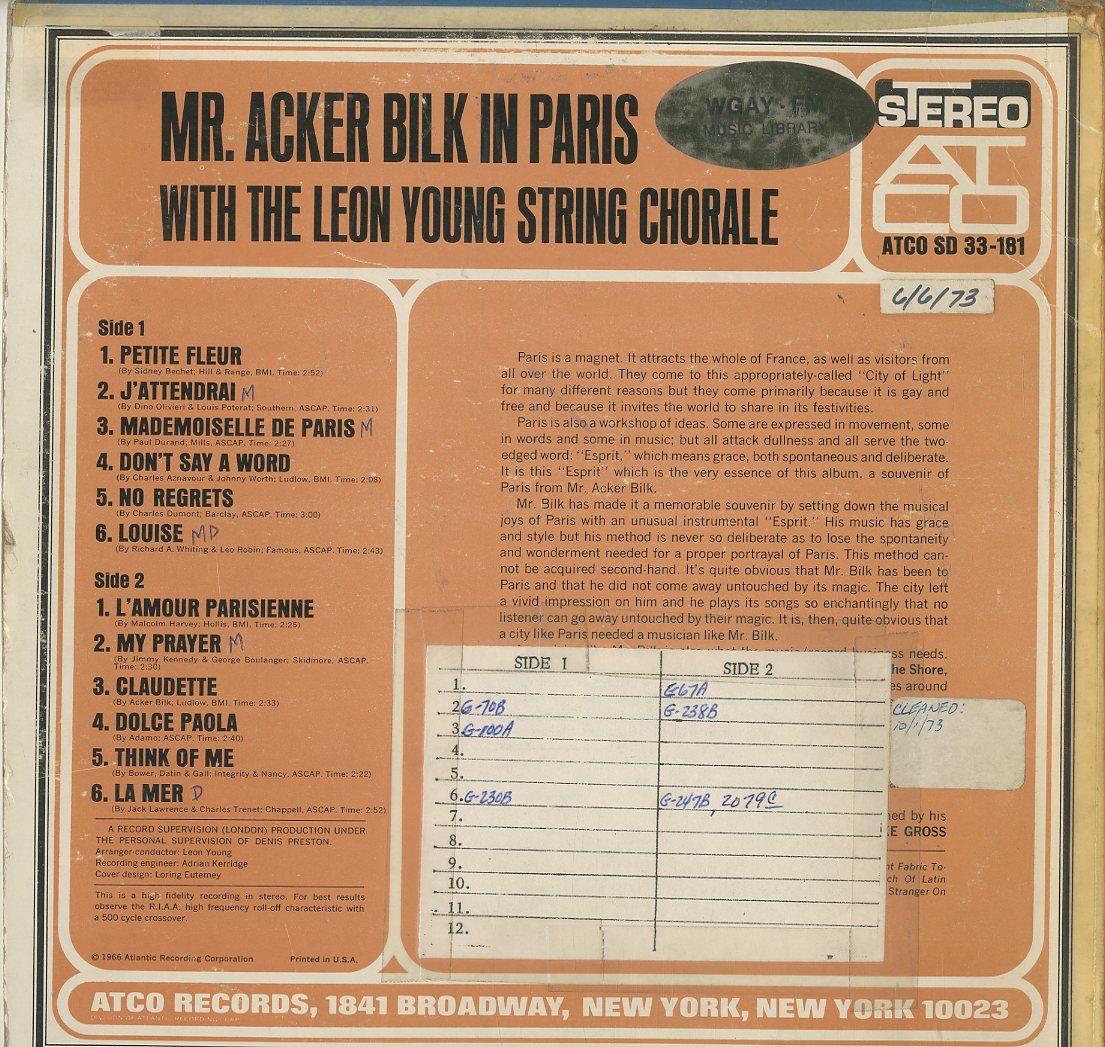 MR. ACKER BILK IN PARIS
WITH THE LEON YOUNG STRING CHORALE
WGAY · FM
MUSIC LIBRARY
STEREO
ATCO
ATCO SD 33-181
6/6/73
Side 1
1. PETITE FLEUR
(By Sidney Bechet; Hill & Range, BMI. Time: 2:52)
2. J'ATTENDRAI M
(By Dino Olivieri & Louis Poterat; Southern, ASCAP. Time: 2:31)
3. MADEMOISELLE DE PARIS M
(By Paul Durand; Mills, ASCAP. Time: 2:27)
4. DON'T SAY A WORD
(By Charles Aznavour & Johnny Worth; Ludlow, BMI. Time: 2:08)
5. NO REGRETS
(By Charles Dumont; Barclay, ASCAP. Time: 3:00)
6. LOUISE MD
(By Richard A. Whiting & Leo Robin; Famous, ASCAP. Time: 2:43)
Side 2
1. L'AMOUR PARISIENNE
(By Malcolm Harvey; Hollis, BMI. Time: 2:25)
2. MY PRAYER M
(By Jimmy Kennedy & George Boulanger; Skidmore, ASCAP.
Time: 2:30)
3. CLAUDETTE
(By Acker Bilk; Ludlow, BMI. Time: 2:33)
4. DOLCE PAOLA
(By Adamo; ASCAP. Time: 2:40)
5. THINK OF ME
(By Bower, Datin & Gall; Integrity & Nancy, ASCAP. Time: 2:22)
6. LA MER D
(By Jack Lawrence & Charles Trenet; Chappell, ASCAP. Time: 2:52)
A RECORD SUPERVISION (LONDON) PRODUCTION UNDER
THE PERSONAL SUPERVISION OF DENIS PRESTON.
Arranger-conductor: Leon Young
Recording engineer: Adrian Kerridge
Cover design: Loring Eutemey
This is a high fidelity recording in stereo. For best results
observe the R.I.A.A. high frequency roll-off characteristic with
a 500 cycle crossover.
© 1966 Atlantic Recording Corporation Printed in U.S.A.
Paris is a magnet. It attracts the whole of France, as well as visitors from
all over the world. They come to this appropriately-called "City of Light"
for many different reasons but they come primarily because it is gay and
free and because it invites the world to share in its festivities.
Paris is also a workshop of ideas. Some are expressed in movement, some
in words and some in music; but all attack dullness and all serve the two-
edged word: "Esprit," which means grace, both spontaneous and deliberate.
It is this "Esprit" which is the very essence of this album, a souvenir of
Paris from Mr. Acker Bilk.
Mr. Bilk has made it a memorable souvenir by setting down the musical
joys of Paris with an unusual instrumental "Esprit." His music has grace
and style but his method is never so deliberate as to lose the spontaneity
and wonderment needed for a proper portrayal of Paris. This method can-
not be acquired second-hand. It's quite obvious that Mr. Bilk has been to
Paris and that he did not come away untouched by its magic. The city left
a vivid impression on him and he plays its songs so enchantingly that no
listener can go away untouched by their magic. It is, then, quite obvious that
a city like Paris needed a musician like Mr. Bilk.
needs.
he Shore,
es around
SIDE 1 SIDE 2
1. G-67A
2. G-70B G-238B
3. G-100A
4.
5.
6. G-230B G-247B, 2079C
7.
8.
9.
10.
11.
12.
CLEANED:
10/1/73
ned by his
E GROSS
nt Fabric To-
ch Of Latin
Stranger On
ATCO RECORDS, 1841 BROADWAY, NEW YORK, NEW YORK 10023
DIVISION OF ATLANTIC RECORDING CORP.